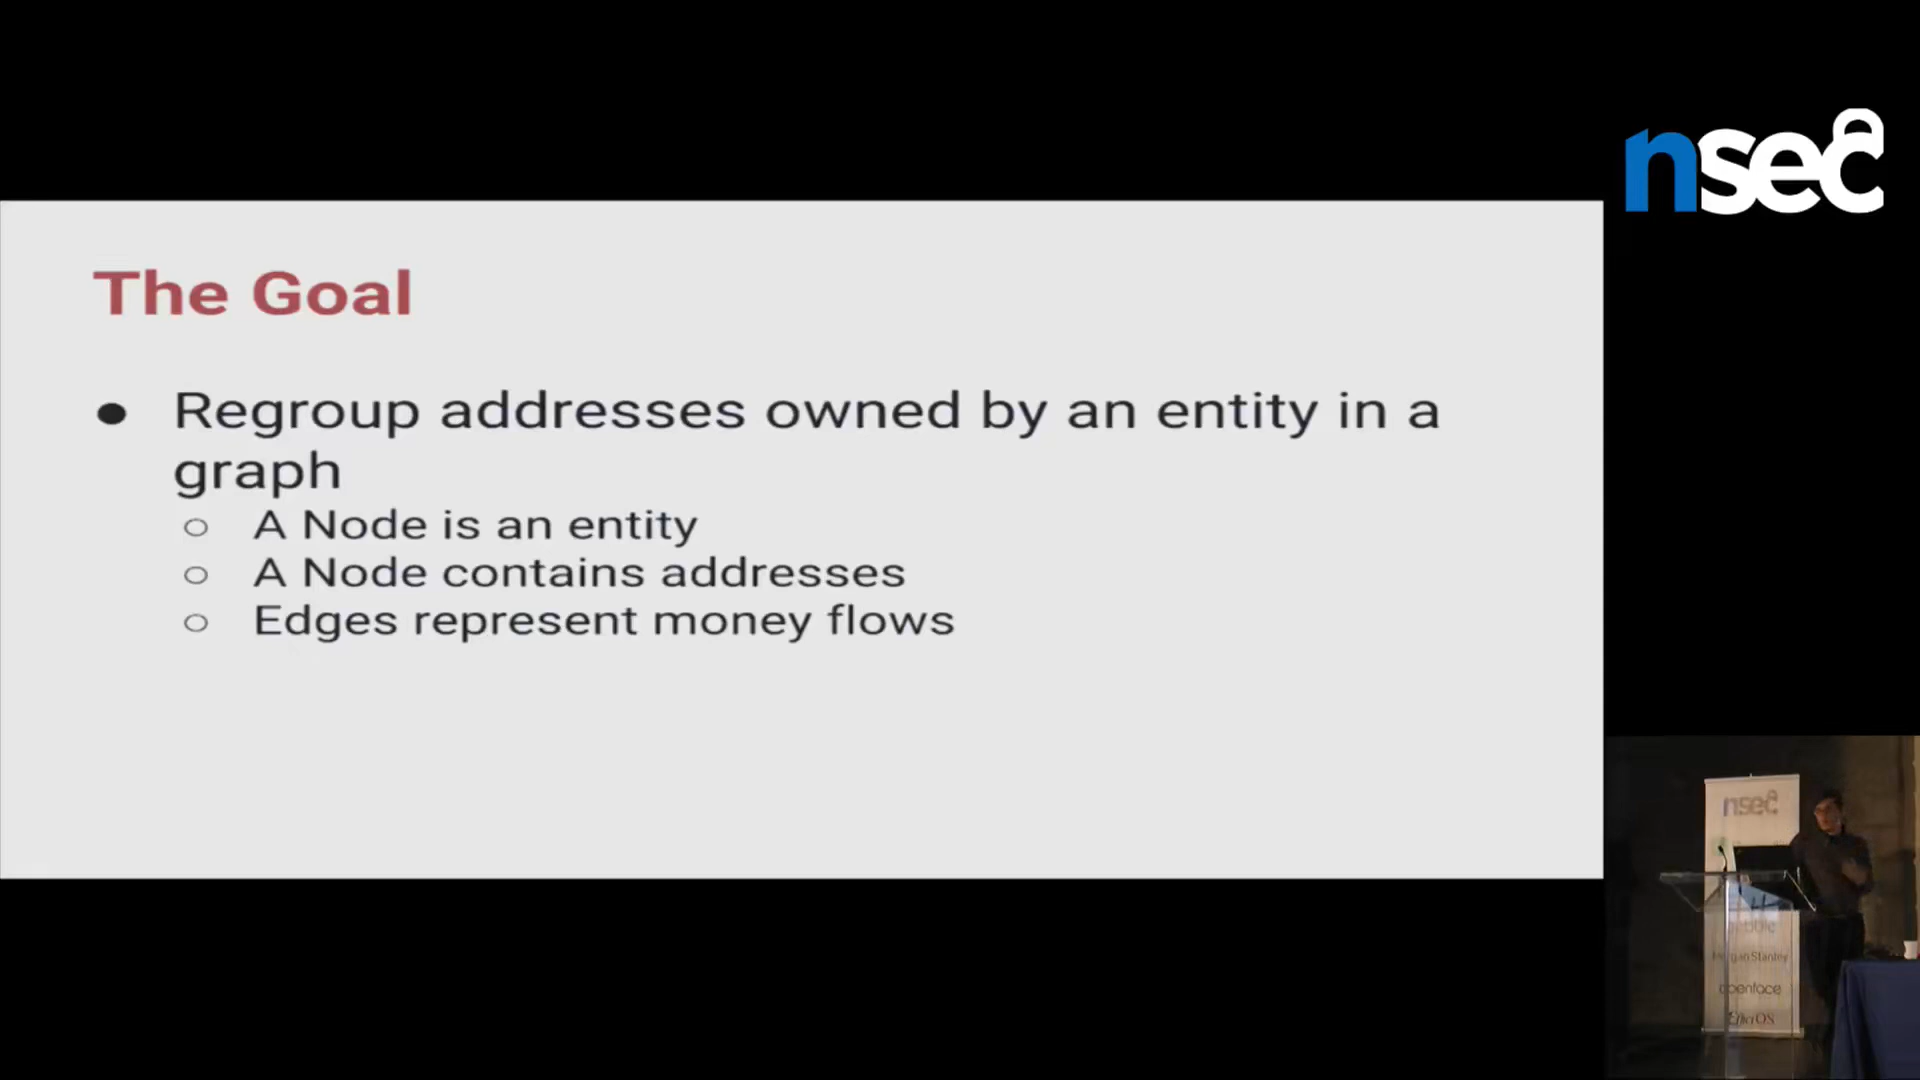 nsec
The Goal
● Regroup addresses owned by an entity in a
graph
○ A Node is an entity
○ A Node contains addresses
○ Edges represent money flows
nsec
openface